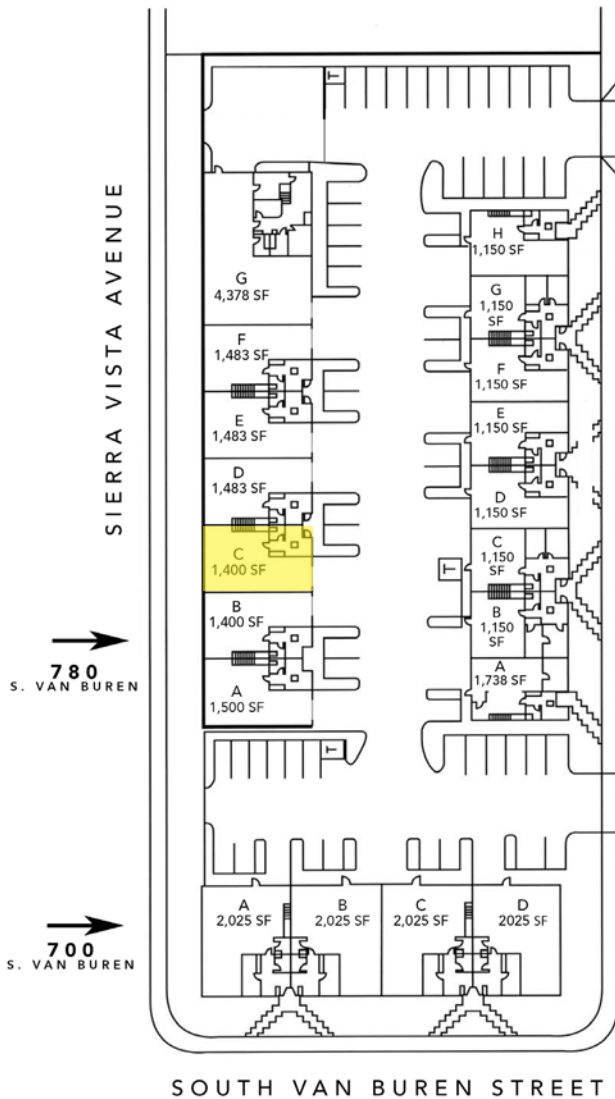 SIERRA VISTA AVENUE
T
G
4,378 SF
F
1,483 SF
E
1,483 SF
D
1,483 SF
C
1,400 SF
B
1,400 SF
A
1,500 SF
780
S. VAN BUREN
T
H
1,150 SF
G
1,150
SF
F
1,150 SF
E
1,150 SF
D
1,150 SF
C
1,150
SF
T
B
1,150
SF
A
1,738 SF
700
S. VAN BUREN
A
2,025 SF
B
2,025 SF
C
2,025 SF
D
2025 SF
SOUTH VAN BUREN STREET